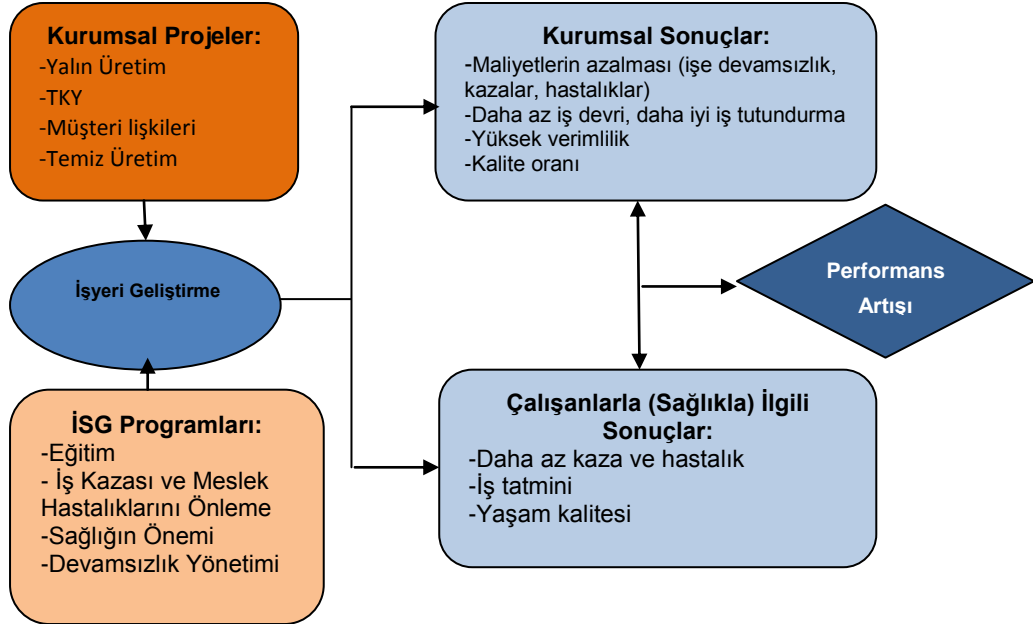 Kurumsal Projeler:
-Yalın Üretim
-TKY
-Müşteri lişkileri
-Temiz Üretim
Kurumsal Sonuçlar:
-Maliyetlerin azalması (işe devamsızlık,
kazalar, hastalıklar)
-Daha az iş devri, daha iyi iş tutundurma
-Yüksek verimlilik
-Kalite oranı
İşyeri Geliştirme
Performans
Artışı
İSG Programları:
-Eğitim
- İş Kazası ve Meslek
Hastalıklarını Önleme
-Sağlığın Önemi
-Devamsızlık Yönetimi
Çalışanlarla (Sağlıkla) İlgili
Sonuçlar:
-Daha az kaza ve hastalık
-İş tatmini
-Yaşam kalitesi